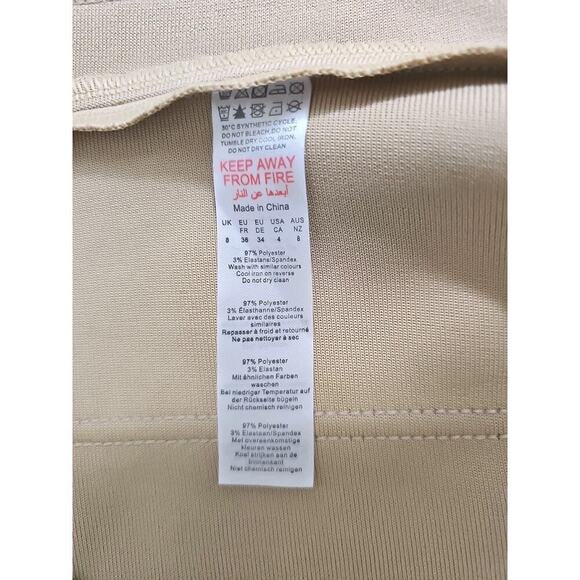 30°C SYNTHETIC CYCLE,
DO NOT BLEACH,DO NOT
TUMBLE DRY,COOL IRON,
DO NOT DRY CLEAN
KEEP AWAY
FROM FIRE
أبعدها عن النار
Made in China
UK EU EU USA AUS
FR DE CA NZ
8 36 34 4 8
97% Polyester
3% Elastane/Spandex
Wash with similar colours
Cool iron on reverse
Do not dry clean
97% Polyester
3% Élasthanne/Spandex
Laver avec des couleurs
similaires
Repasser à froid et retourné
Ne pas nettoyer à sec
97% Polyester
3% Elastan
Mit ähnlichen Farben
waschen
Bei niedriger Temperatur auf
der Rückseite bügeln
Nicht chemisch reinigen
97% Polyester
3% Elastaan/Spandex
Met overeenkomstige
kleuren wassen
Koel strijken aan de
binnenkant
Niet chemisch reinigen